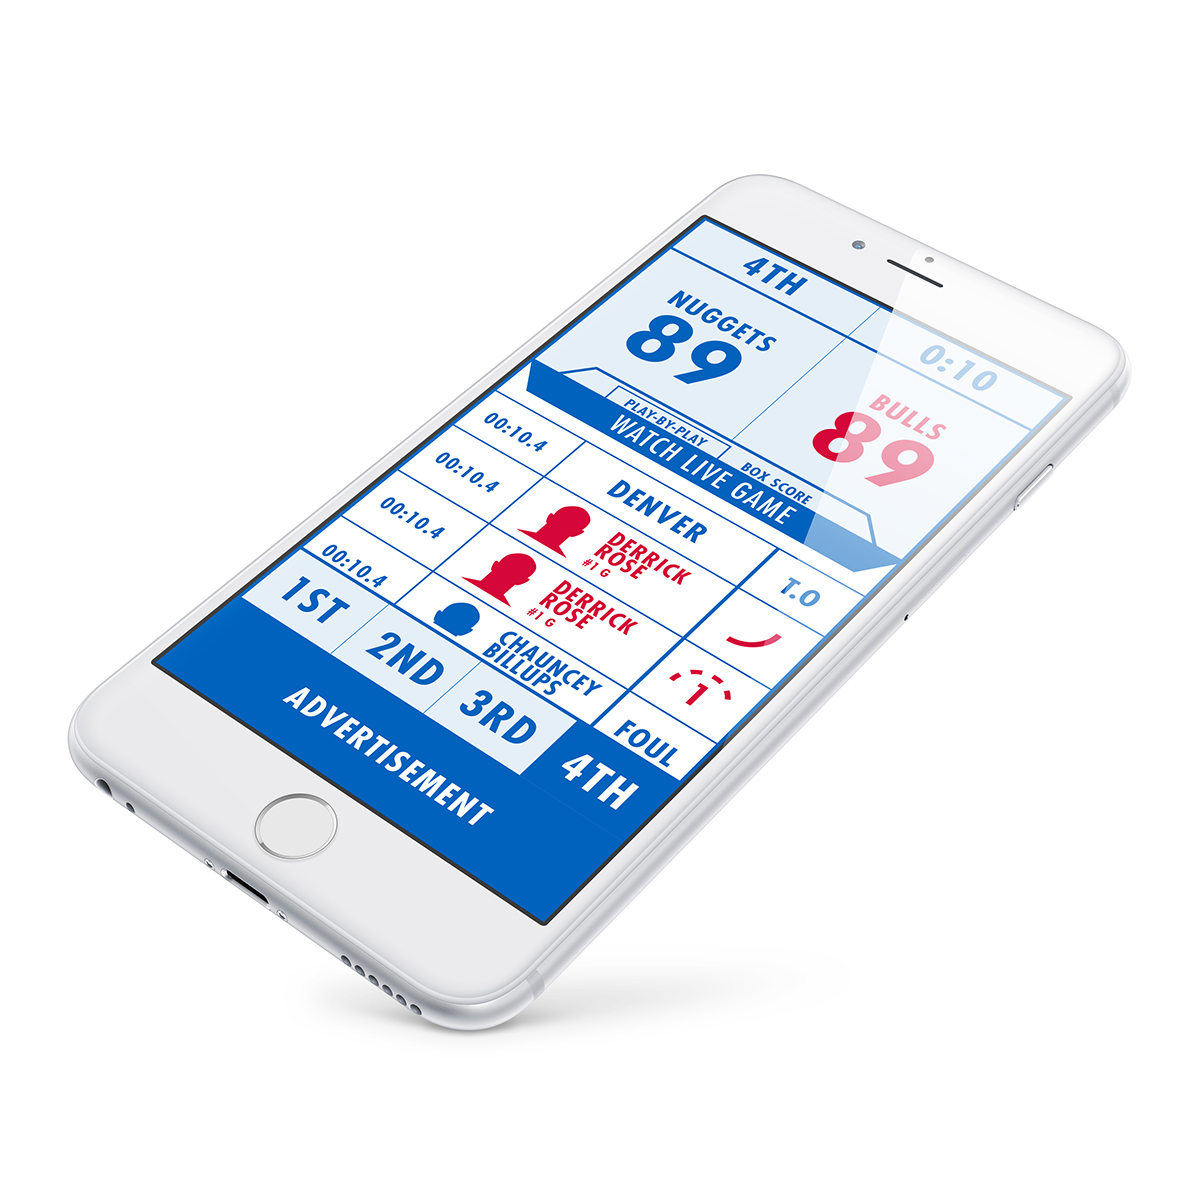 4TH
0:10
NUGGETS
89
BULLS
89
PLAY-BY-PLAY
BOX SCORE
WATCH LIVE GAME
00:10.4
DENVER
T.O
00:10.4
DERRICK
ROSE
#1 G
00:10.4
DERRICK
ROSE
#1 G
1
00:10.4
CHAUNCEY
BILLUPS
FOUL
1ST
2ND
3RD
4TH
ADVERTISEMENT